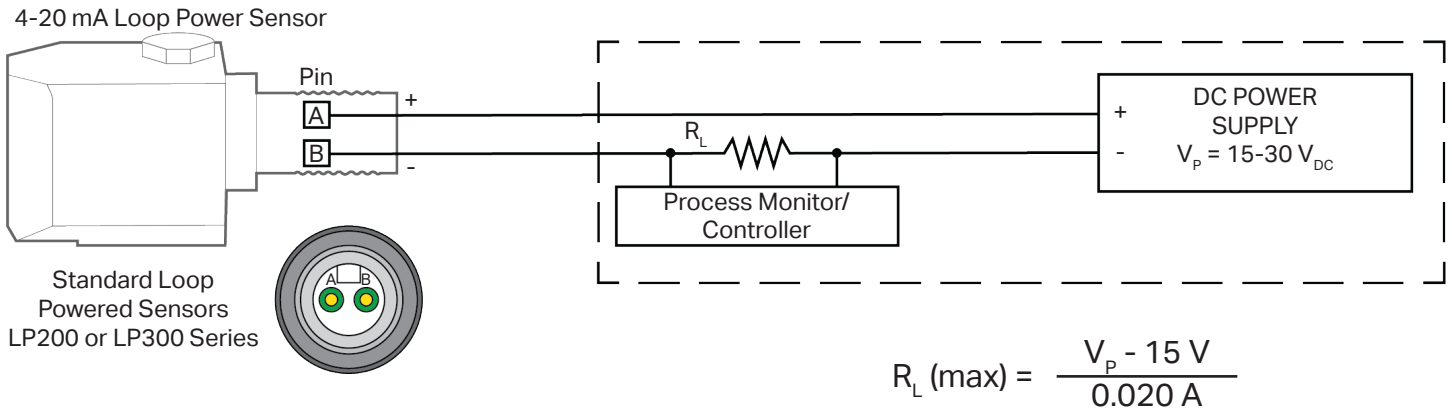 4-20 mA Loop Power Sensor
Pin
A
+
B
-
R_L
+
-
DC POWER
SUPPLY
V_P = 15-30 V_DC
Process Monitor/
Controller
A B
Standard Loop
Powered Sensors
LP200 or LP300 Series
R_L (max) = 
V_P - 15 V
0.020 A